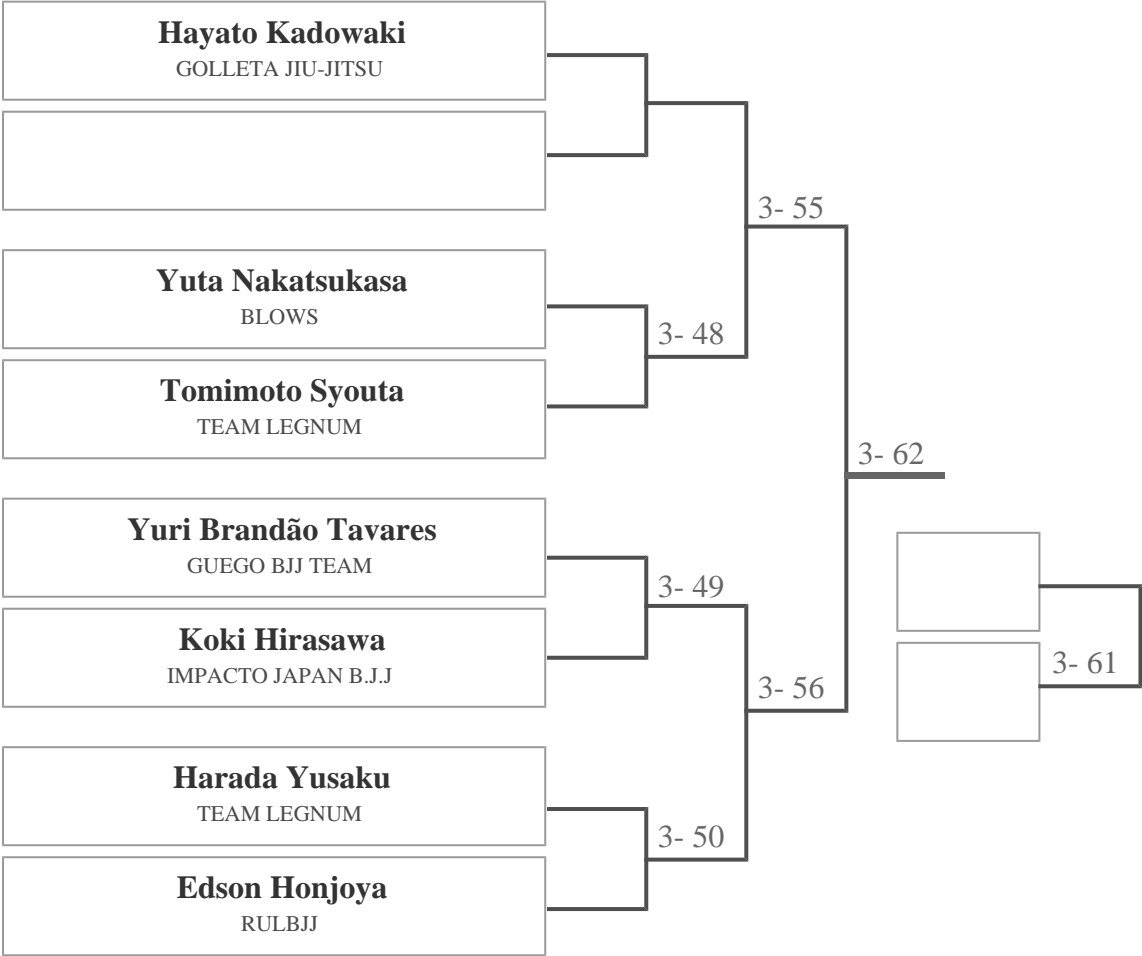 Hayato Kadowaki
GOLLETA JIU-JITSU
3- 55
Yuta Nakatsukasa
BLOWS
3- 48
Tomimoto Syouta
TEAM LEGNUM
3- 62
Yuri Brandão Tavares
GUEGO BJJ TEAM
3- 49
Koki Hirasawa
IMPACTO JAPAN B.J.J
3- 61
3- 56
Harada Yusaku
TEAM LEGNUM
3- 50
Edson Honjoya
RULBJJ